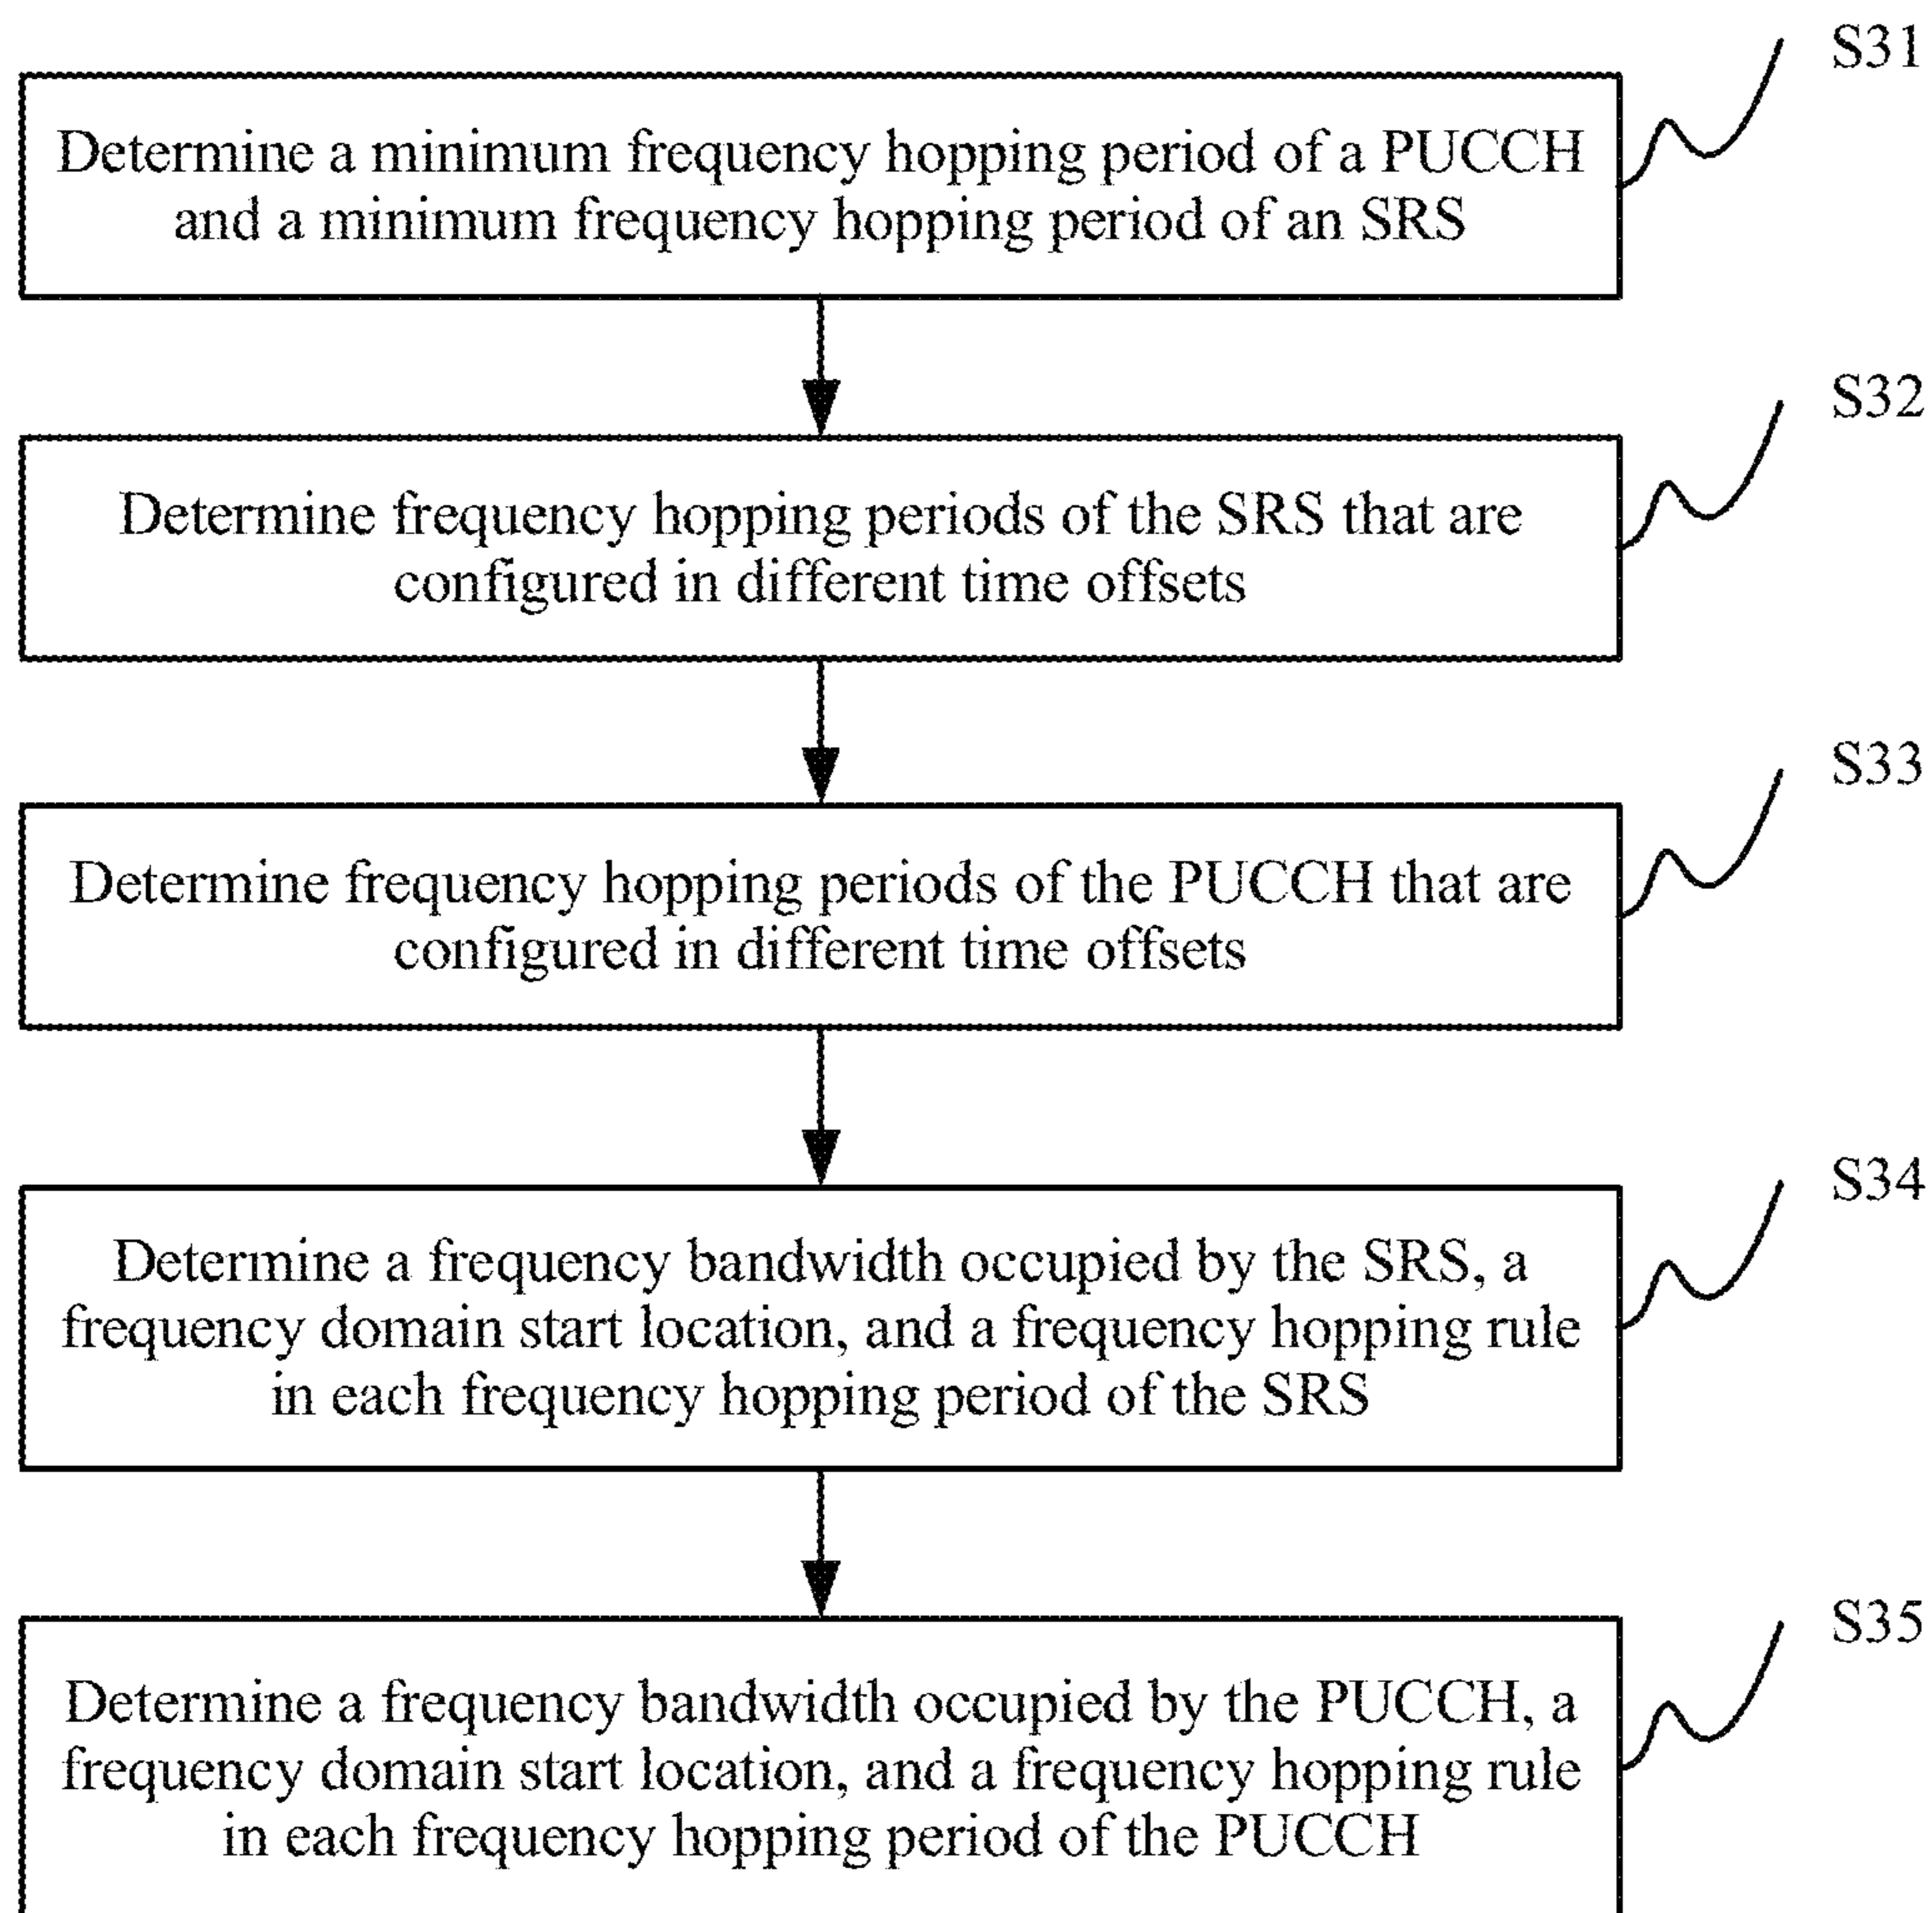 S31
Determine a minimum frequency hopping period of a PUCCH
and a minimum frequency hopping period of an SRS
S32
Determine frequency hopping periods of the SRS that are
configured in different time offsets
S33
Determine frequency hopping periods of the PUCCH that are
configured in different time offsets
S34
Determine a frequency bandwidth occupied by the SRS, a
frequency domain start location, and a frequency hopping rule
in each frequency hopping period of the SRS
S35
Determine a frequency bandwidth occupied by the PUCCH, a
frequency domain start location, and a frequency hopping rule
in each frequency hopping period of the PUCCH